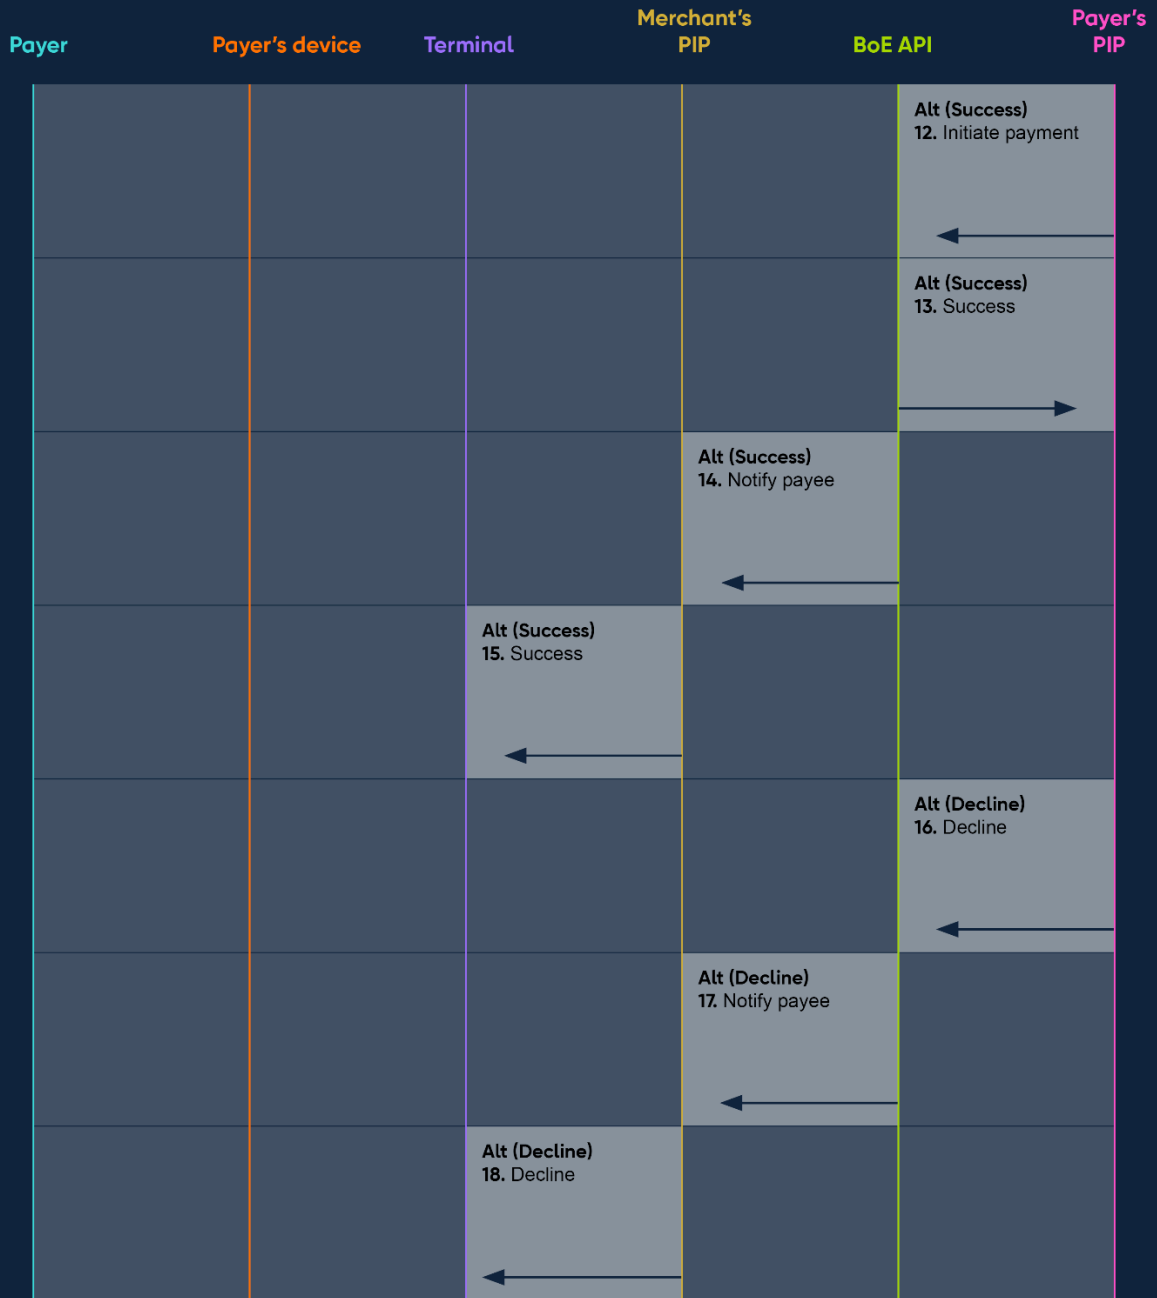 Payer
Payer’s device
Terminal
Merchant’s
PIP
BoE API
Payer’s
PIP
Alt (Success)
12. Initiate payment
Alt (Success)
13. Success
Alt (Success)
14. Notify payee
Alt (Success)
15. Success
Alt (Decline)
16. Decline
Alt (Decline)
17. Notify payee
Alt (Decline)
18. Decline